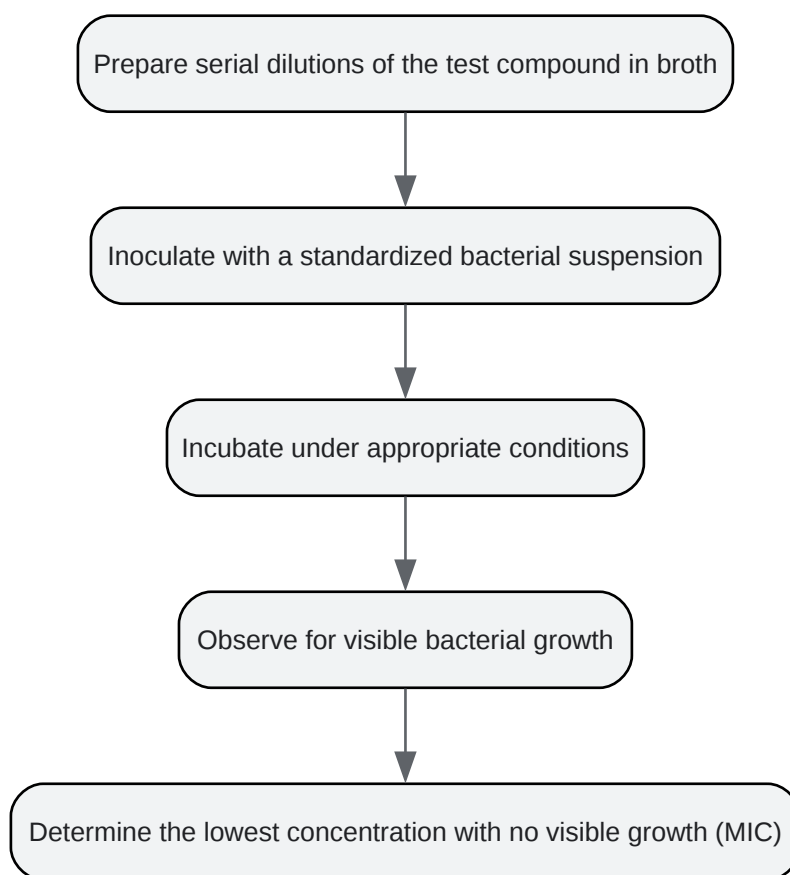 Prepare serial dilutions of the test compound in broth
Inoculate with a standardized bacterial suspension
Incubate under appropriate conditions
Observe for visible bacterial growth
Determine the lowest concentration with no visible growth (MIC)